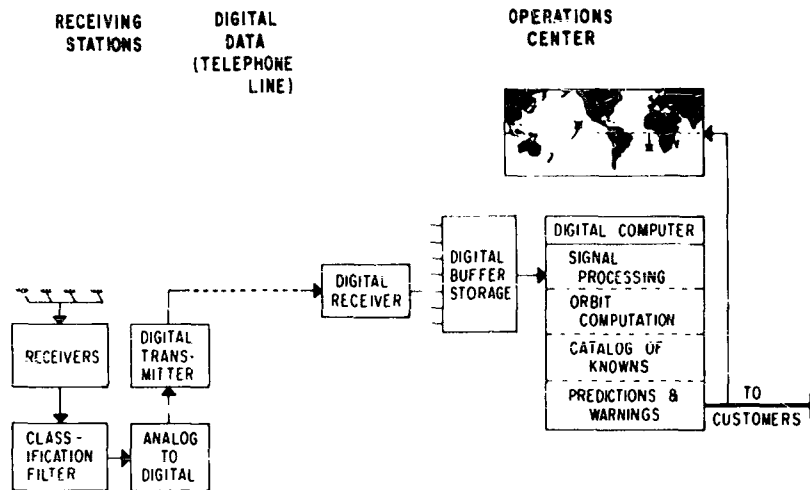 RECEIVING
STATIONS
DIGITAL
DATA
(TELEPHONE
LINE)
OPERATIONS
CENTER
DIGITAL COMPUTER
SIGNAL
PROCESSING
ORBIT
COMPUTATION
CATALOG OF
KNOWNS
PREDICTIONS &
WARNINGS
DIGITAL
BUFFER
STORAGE
DIGITAL
RECEIVER
RECEIVERS
DIGITAL
TRANS-
MITTER
CLASS-
IFICATION
FILTER
ANALOG
TO
DIGITAL
TO
CUSTOMERS